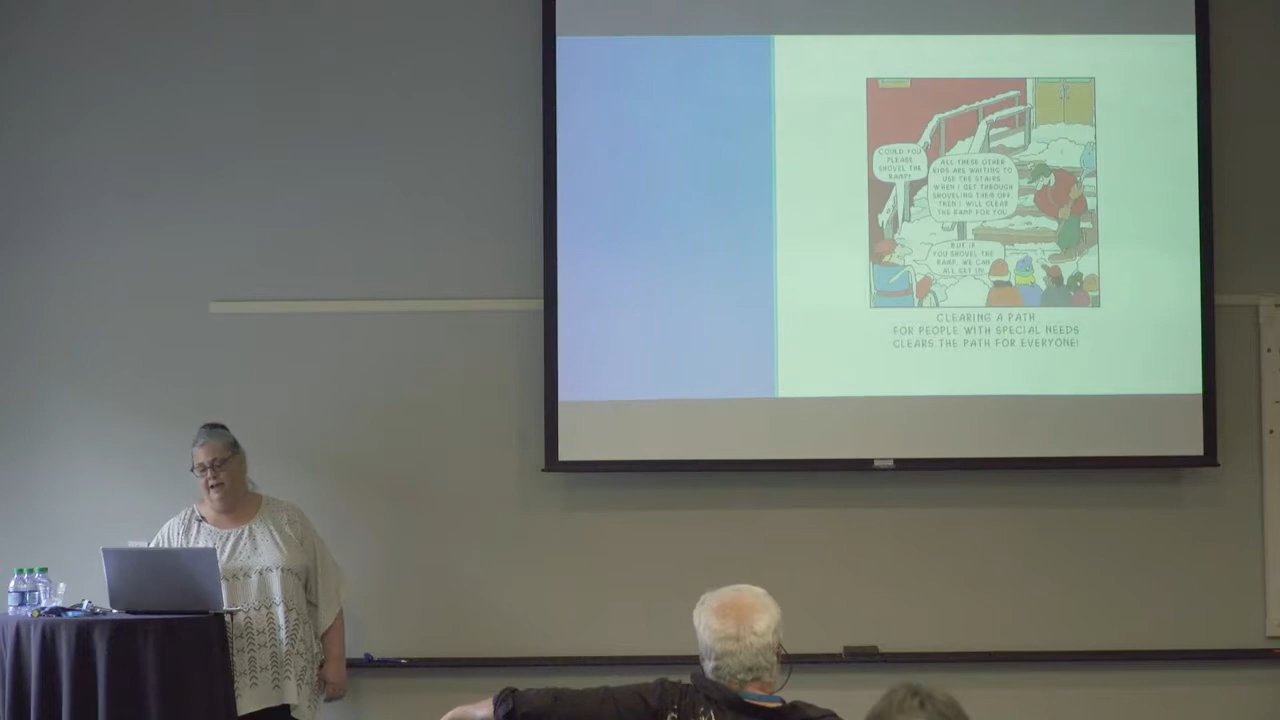 COULD YOU
PLEASE
SHOVEL THE
RAMP?
ALL THESE OTHER
KIDS ARE WAITING TO
USE THE STAIRS.
WHEN I GET THROUGH
SHOVELING THEM OFF,
THEN I WILL CLEAR
THE RAMP FOR YOU.
BUT IF
YOU SHOVEL THE
RAMP, WE CAN
ALL GET IN!
CLEARING A PATH
FOR PEOPLE WITH SPECIAL NEEDS
CLEARS THE PATH FOR EVERYONE!